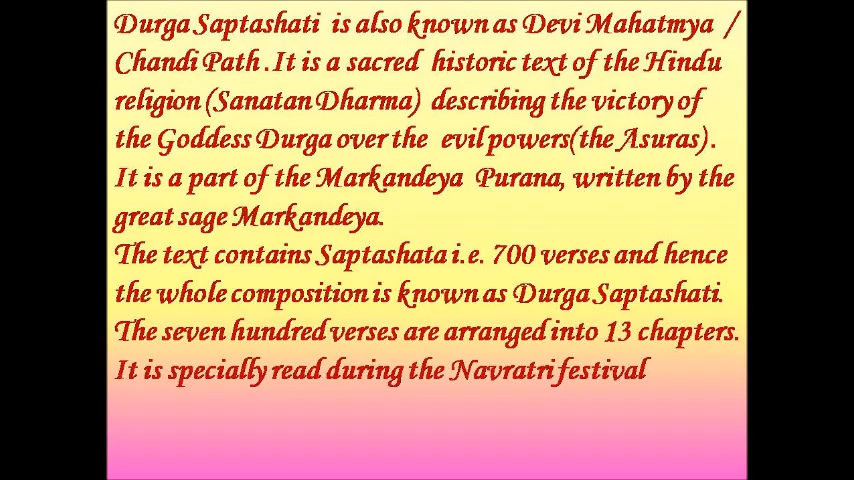 Durga Saptashati is also known as Devi Mahatmya /
Chandi Path . It is a sacred historic text of the Hindu
religion (Sanatan Dharma) describing the victory of
the Goddess Durga over the evil powers(the Asuras) .
It is a part of the Markandeya Purana, written by the
great sage Markandeya.
The text contains Saptashata i.e. 700 verses and hence
the whole composition is known as Durga Saptashati.
The seven hundred verses are arranged into 13 chapters.
It is specially read during the Navratri festival